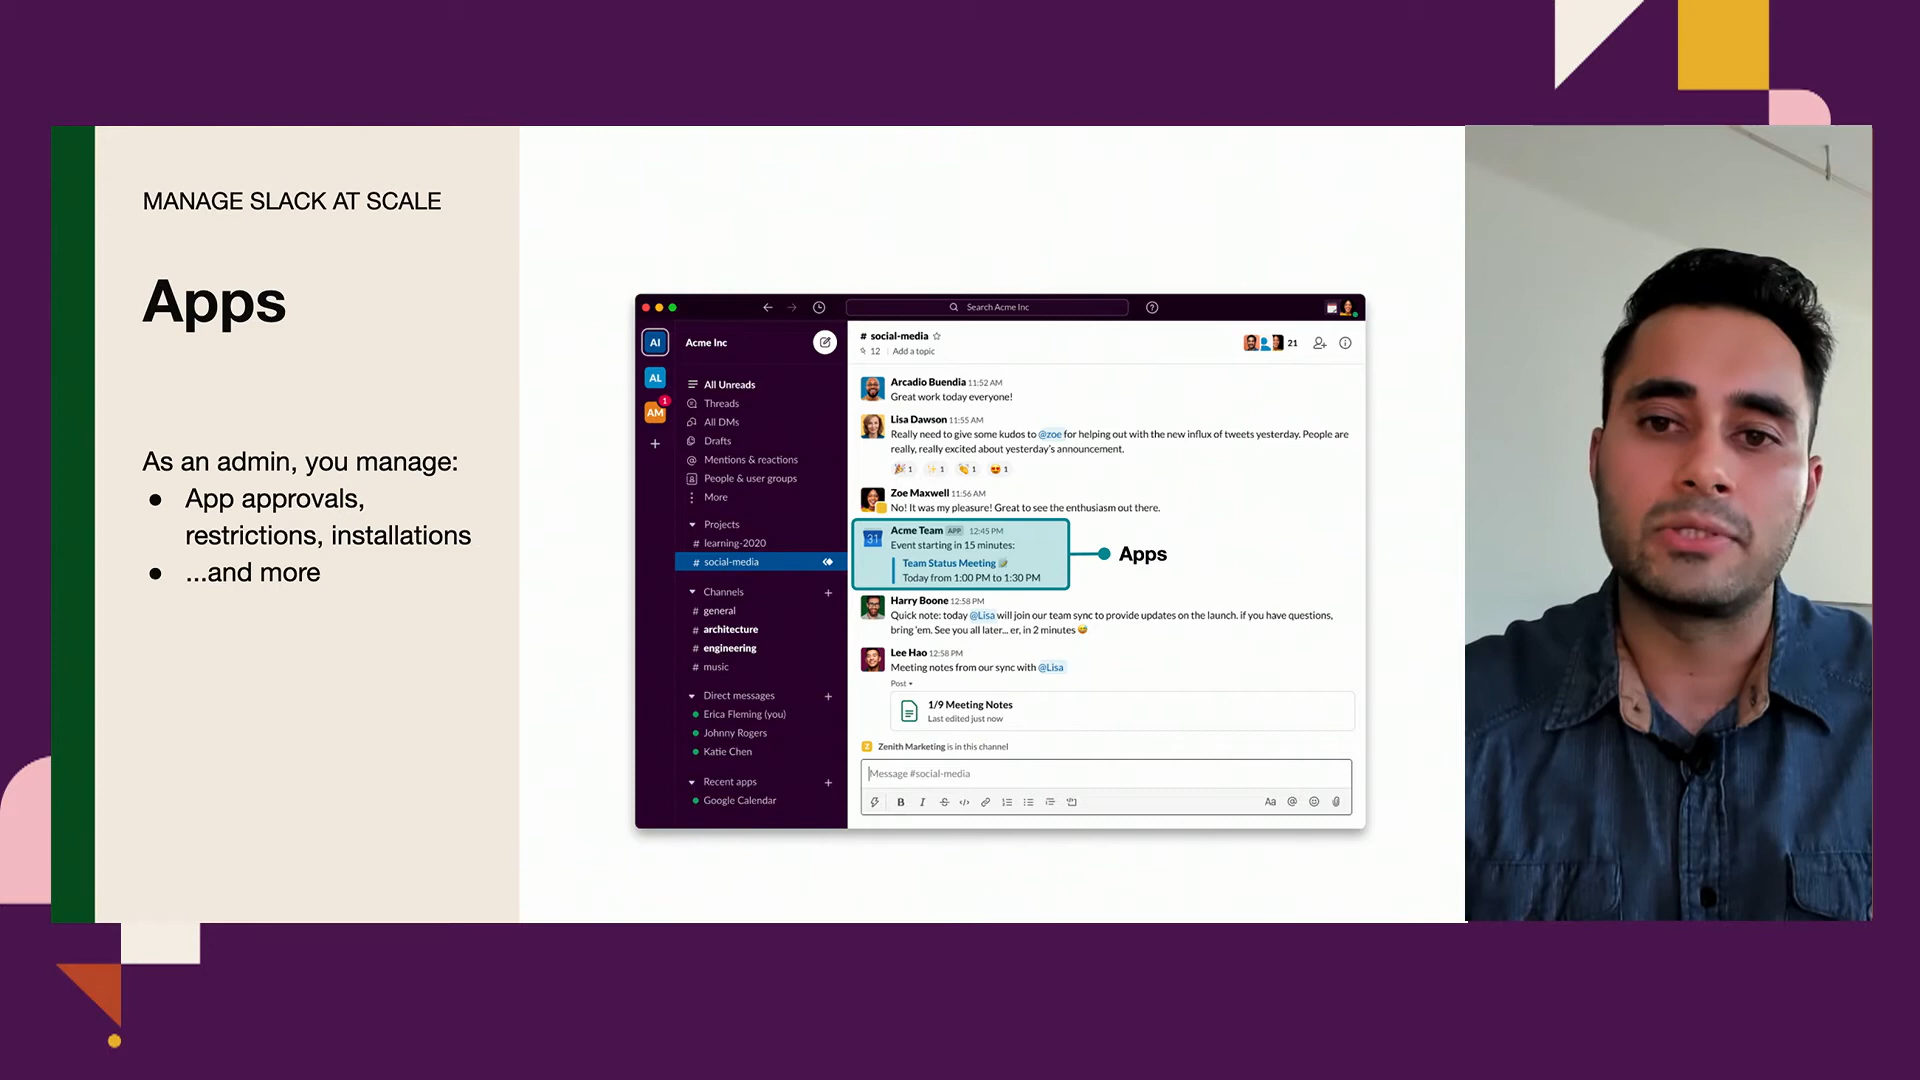 MANAGE SLACK AT SCALE
Apps
As an admin, you manage:
● App approvals,
restrictions, installations
● ...and more
Search Acme Inc
AI
AL
AM
1
Acme Inc
All Unreads
Threads
All DMs
Drafts
Mentions & reactions
People & user groups
More
Projects
# learning-2020
# social-media
Channels
# general
# architecture
# engineering
# music
Direct messages
Erica Fleming (you)
Johnny Rogers
Katie Chen
Recent apps
Google Calendar
# social-media
12 | Add a topic
21
Arcadio Buendia 11:52 AM
Great work today everyone!
Lisa Dawson 11:55 AM
Really need to give some kudos to @zoe for helping out with the new influx of tweets yesterday. People are
really, really excited about yesterday's announcement.
1 1 1 1
Zoe Maxwell 11:56 AM
No! It was my pleasure! Great to see the enthusiasm out there.
31
Acme Team APP 12:45 PM
Event starting in 15 minutes:
Team Status Meeting
Today from 1:00 PM to 1:30 PM
Apps
Harry Boone 12:58 PM
Quick note: today @Lisa will join our team sync to provide updates on the launch. if you have questions,
bring 'em. See you all later... er, in 2 minutes
Lee Hao 12:58 PM
Meeting notes from our sync with @Lisa
Post
1/9 Meeting Notes
Last edited just now
Z Zenith Marketing is in this channel
Message #social-media
B I S </> Aa @